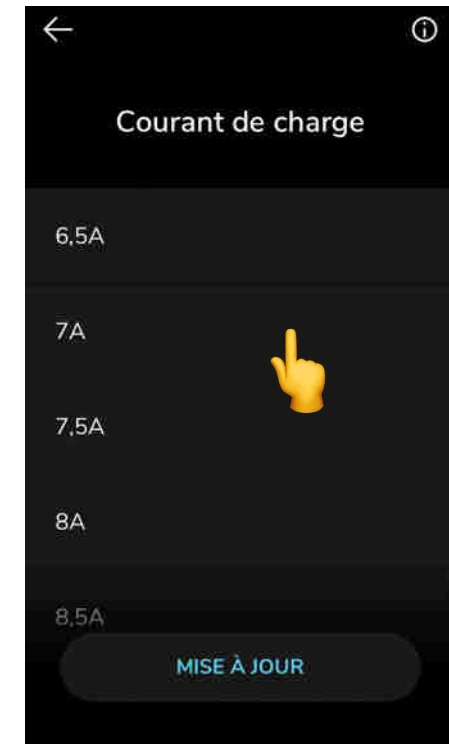 Courant de charge
6,5A
7A
7,5A
8A
8,5A
MISE À JOUR